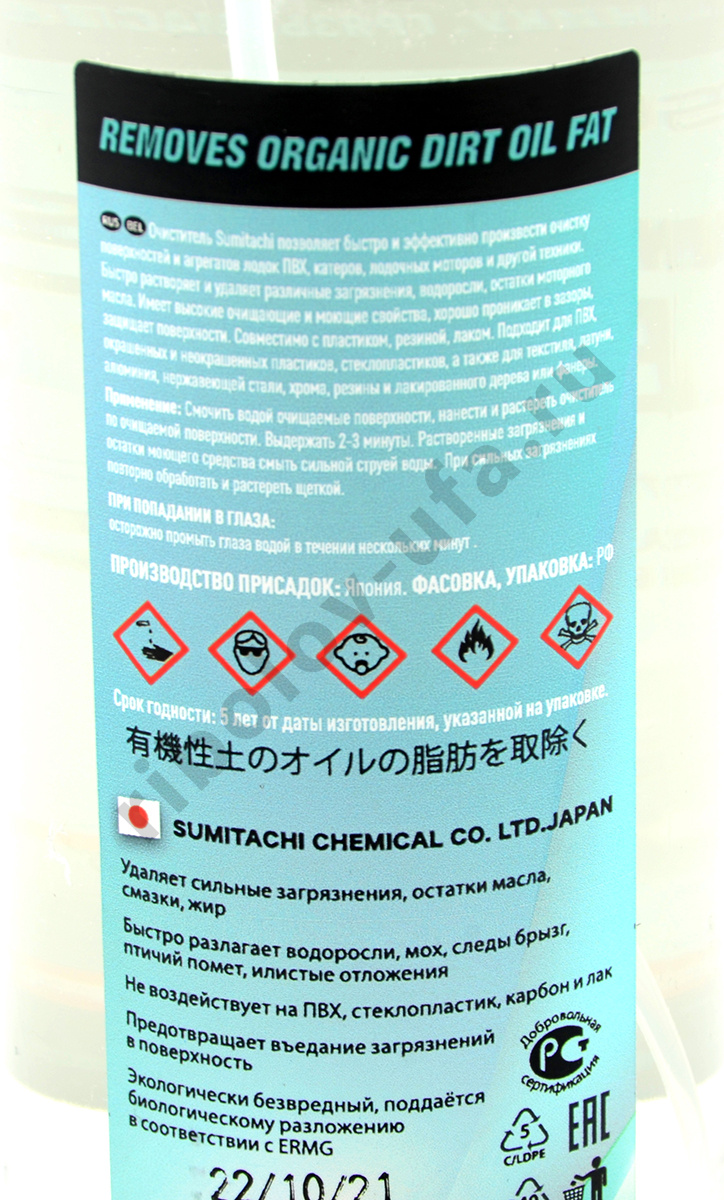 REMOVES ORGANIC DIRT OIL FAT
RUS BEL Очиститель Sumitachi позволяет быстро и эффективно произвести очистку
поверхностей и агрегатов лодок ПВХ, катеров, лодочных моторов и другой техники.
Быстро растворяет и удаляет различные загрязнения, водоросли, остатки моторного
масла. Имеет высокие очищающие и моющие свойства, хорошо проникает в зазоры,
защищает поверхности. Совместимо с пластиком, резиной, лаком. Подходит для ПВХ,
окрашенных и неокрашенных пластиков, стеклопластиков, а также для текстиля, латуни,
алюминия, нержавеющей стали, хрома, резины и лакированного дерева или фанеры.
Применение: Смочить водой очищаемые поверхности, нанести и растереть очиститель
по очищаемой поверхности. Выдержать 2-3 минуты. Растворенные загрязнения и
остатки моющего средства смыть сильной струей воды. При сильных загрязнениях
повторно обработать и растереть щеткой.
ПРИ ПОПАДАНИИ В ГЛАЗА:
осторожно промыть глаза водой в течении нескольких минут .
ПРОИЗВОДСТВО ПРИСАДОК: Япония. ФАСОВКА, УПАКОВКА: РФ
Срок годности: 5 лет от даты изготовления, указанной на упаковке.
有機性土のオイルの脂肪を取除く
SUMITACHI CHEMICAL CO. LTD.JAPAN
Удаляет сильные загрязнения, остатки масла,
смазки, жир
Быстро разлагает водоросли, мох, следы брызг,
птичий помет, илистые отложения
Не воздействует на ПВХ, стеклопластик, карбон и лак
Предотвращает въедание загрязнений
в поверхность
Экологически безвредный, поддаётся
биологическому разложению
в соответствии с ERMG
Добровольная
РСТ
сертификация
5
C/LDPE
EAC
22/10/21
ribolov-ufa.ru